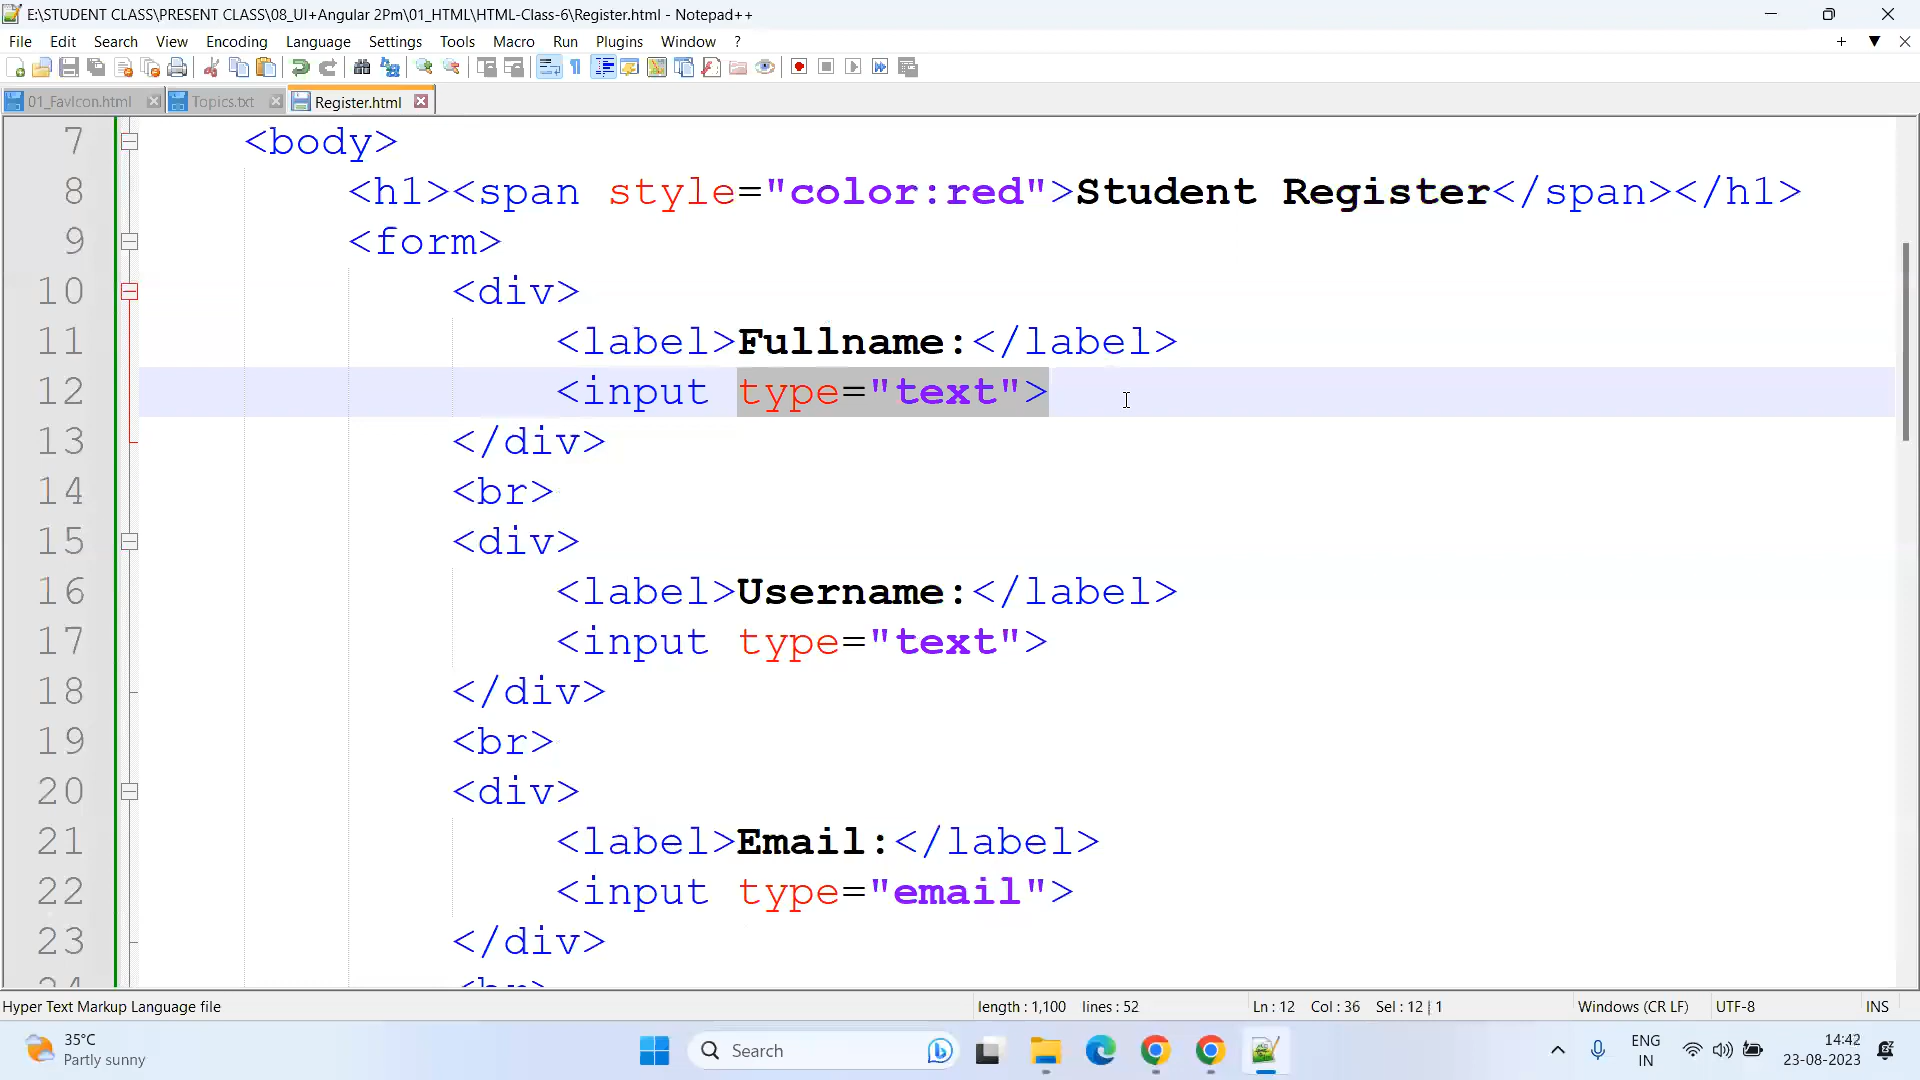 E:\STUDENT CLASS\PRESENT CLASS\08_UI+Angular 2Pm\01_HTML\HTML-Class-6\Register.html - Notepad++
File Edit Search View Encoding Language Settings Tools Macro Run Plugins Window ?
01_FavIcon.html Topics.txt Register.html
7 <body>
8 <h1><span style="color:red">Student Register</span></h1>
9 <form>
10 <div>
11 <label>Fullname:</label>
12 <input type="text">
13 </div>
14 <br>
15 <div>
16 <label>Username:</label>
17 <input type="text">
18 </div>
19 <br>
20 <div>
21 <label>Email:</label>
22 <input type="email">
23 </div>
24 <br>
Hyper Text Markup Language file length : 1,100 lines : 52 Ln : 12 Col : 36 Sel : 12 | 1 Windows (CR LF) UTF-8 INS
35°C
Partly sunny
Search
ENG
IN
14:42
23-08-2023